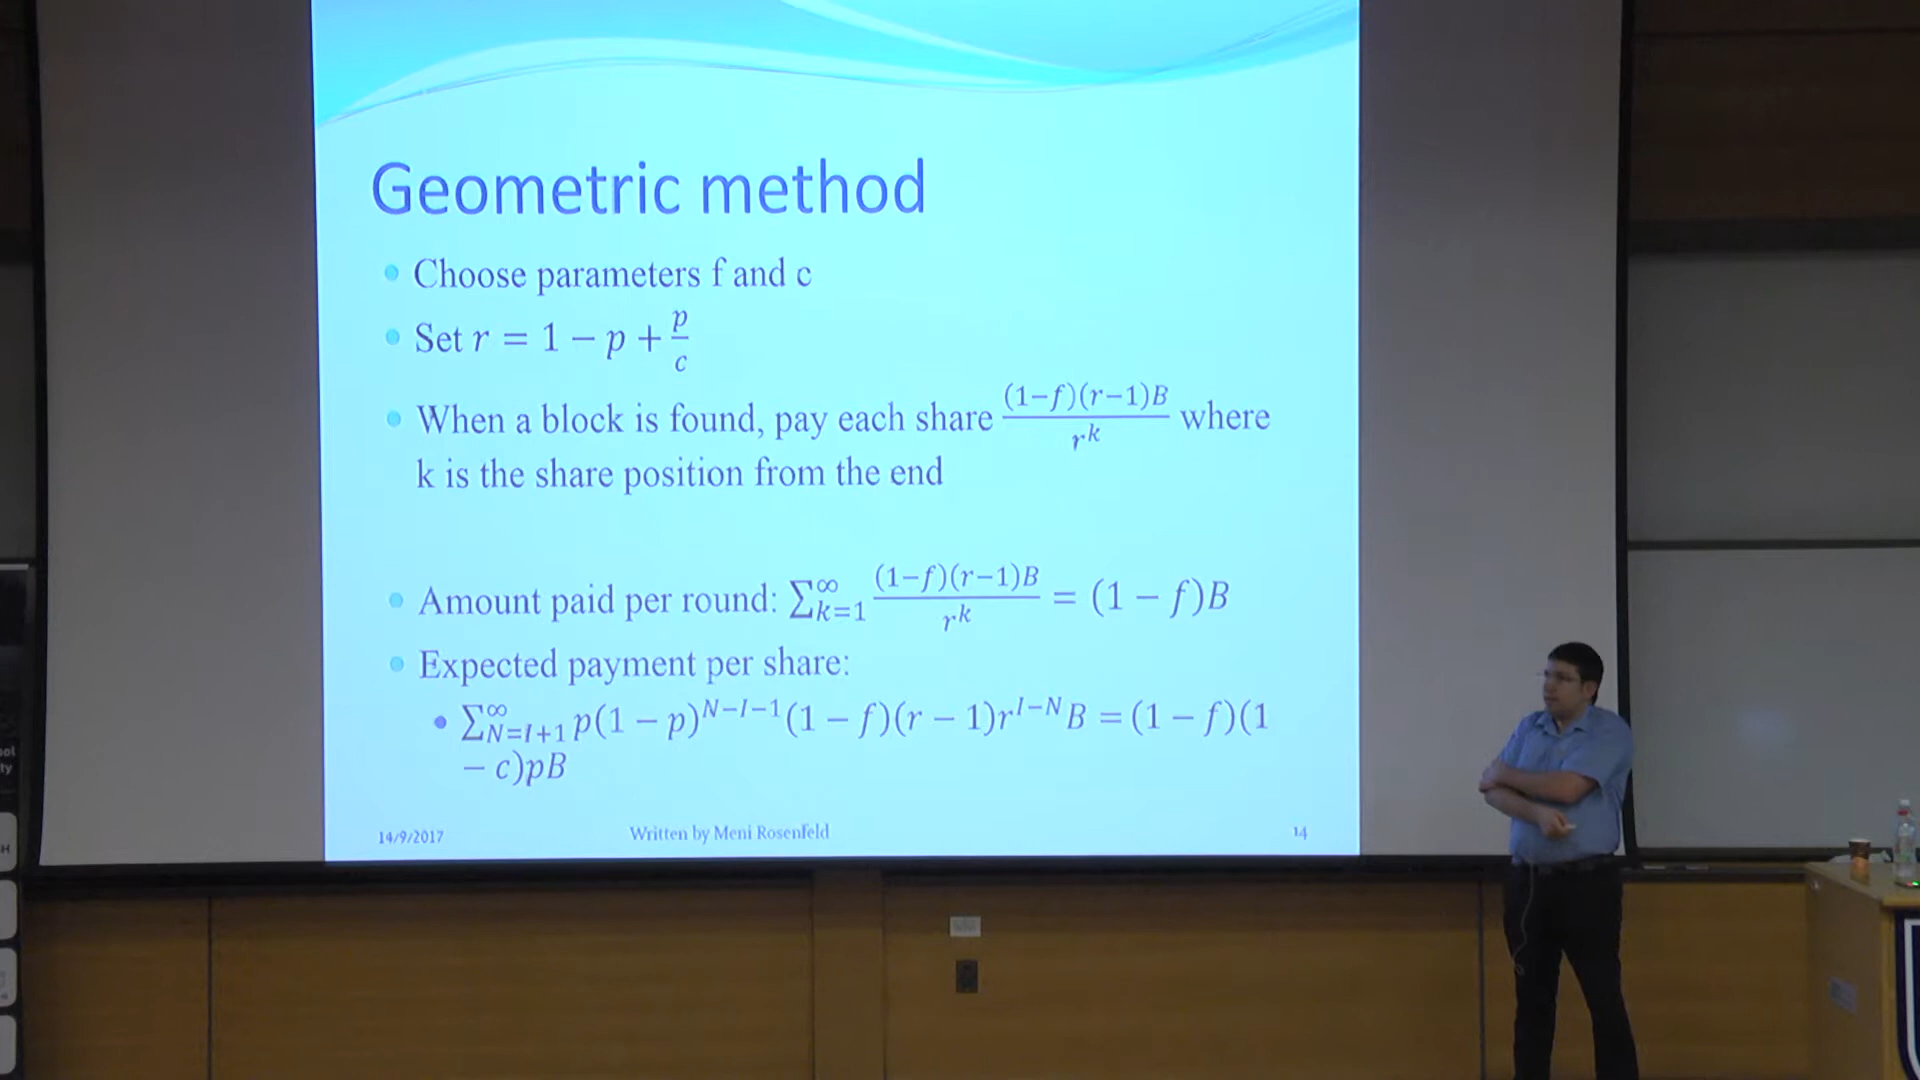 Geometric method
Choose parameters f and c
Set r = 1 − p + p/c
When a block is found, pay each share (1−f)(r−1)B/r^k where
k is the share position from the end
Amount paid per round: ∑_{k=1}^∞ (1−f)(r−1)B/r^k = (1 − f)B
Expected payment per share:
∑_{N=I+1}^∞ p(1 − p)^{N−I−1}(1 − f)(r − 1)r^{I−N}B = (1 − f)(1
− c)pB
14/9/2017
Written by Meni Rosenfeld
14